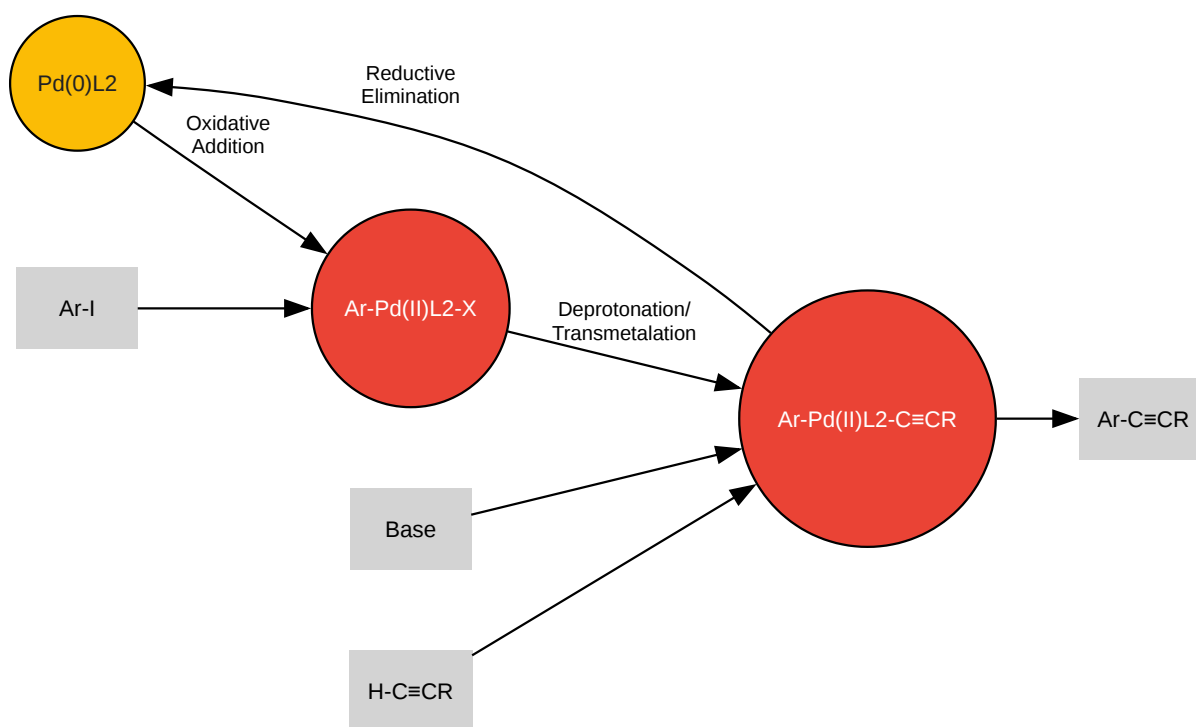 Pd(0)L2
Reductive
Elimination
Oxidative
Addition
Ar-I
Ar-Pd(II)L2-X
Deprotonation/
Transmetalation
Ar-Pd(II)L2-C≡CR
Ar-C≡CR
Base
H-C≡CR